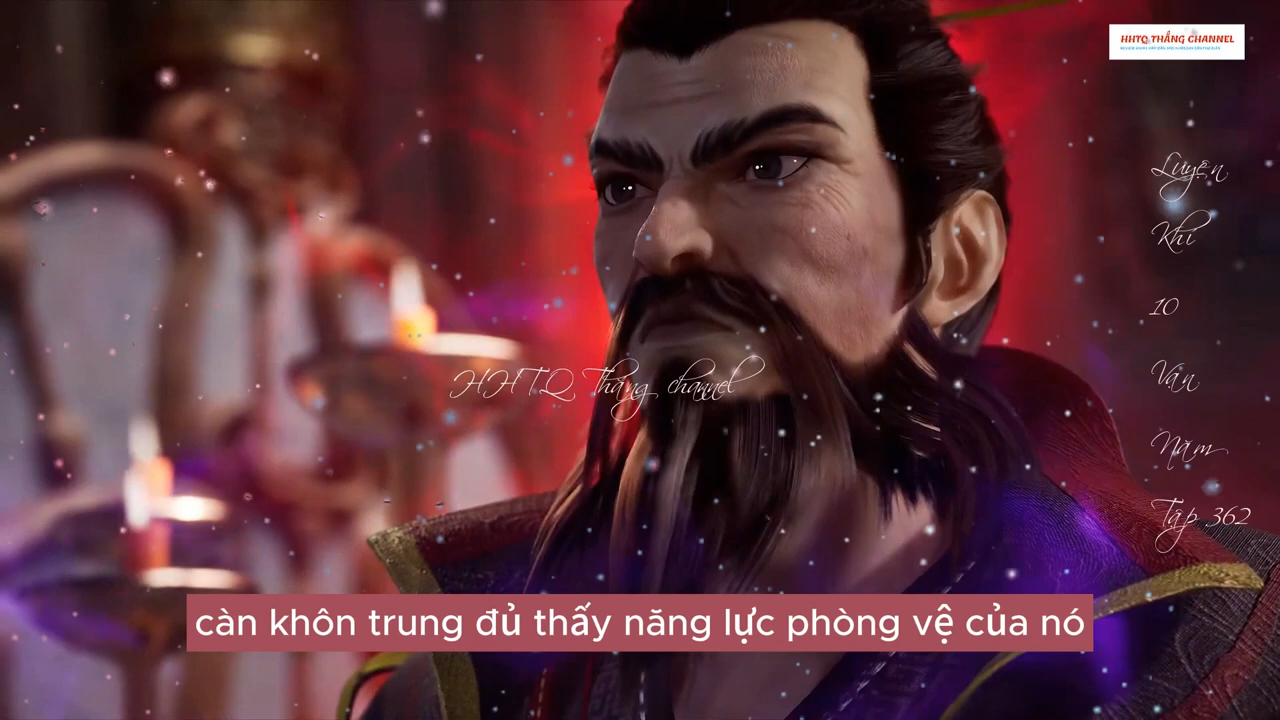 HHTQ THẮNG CHANNEL
Luyện
Khí
10
Vấn
Năm
Tập 362
HHTQ Thắng channel
càn khôn trung đủ thấy năng lực phòng vệ của nó